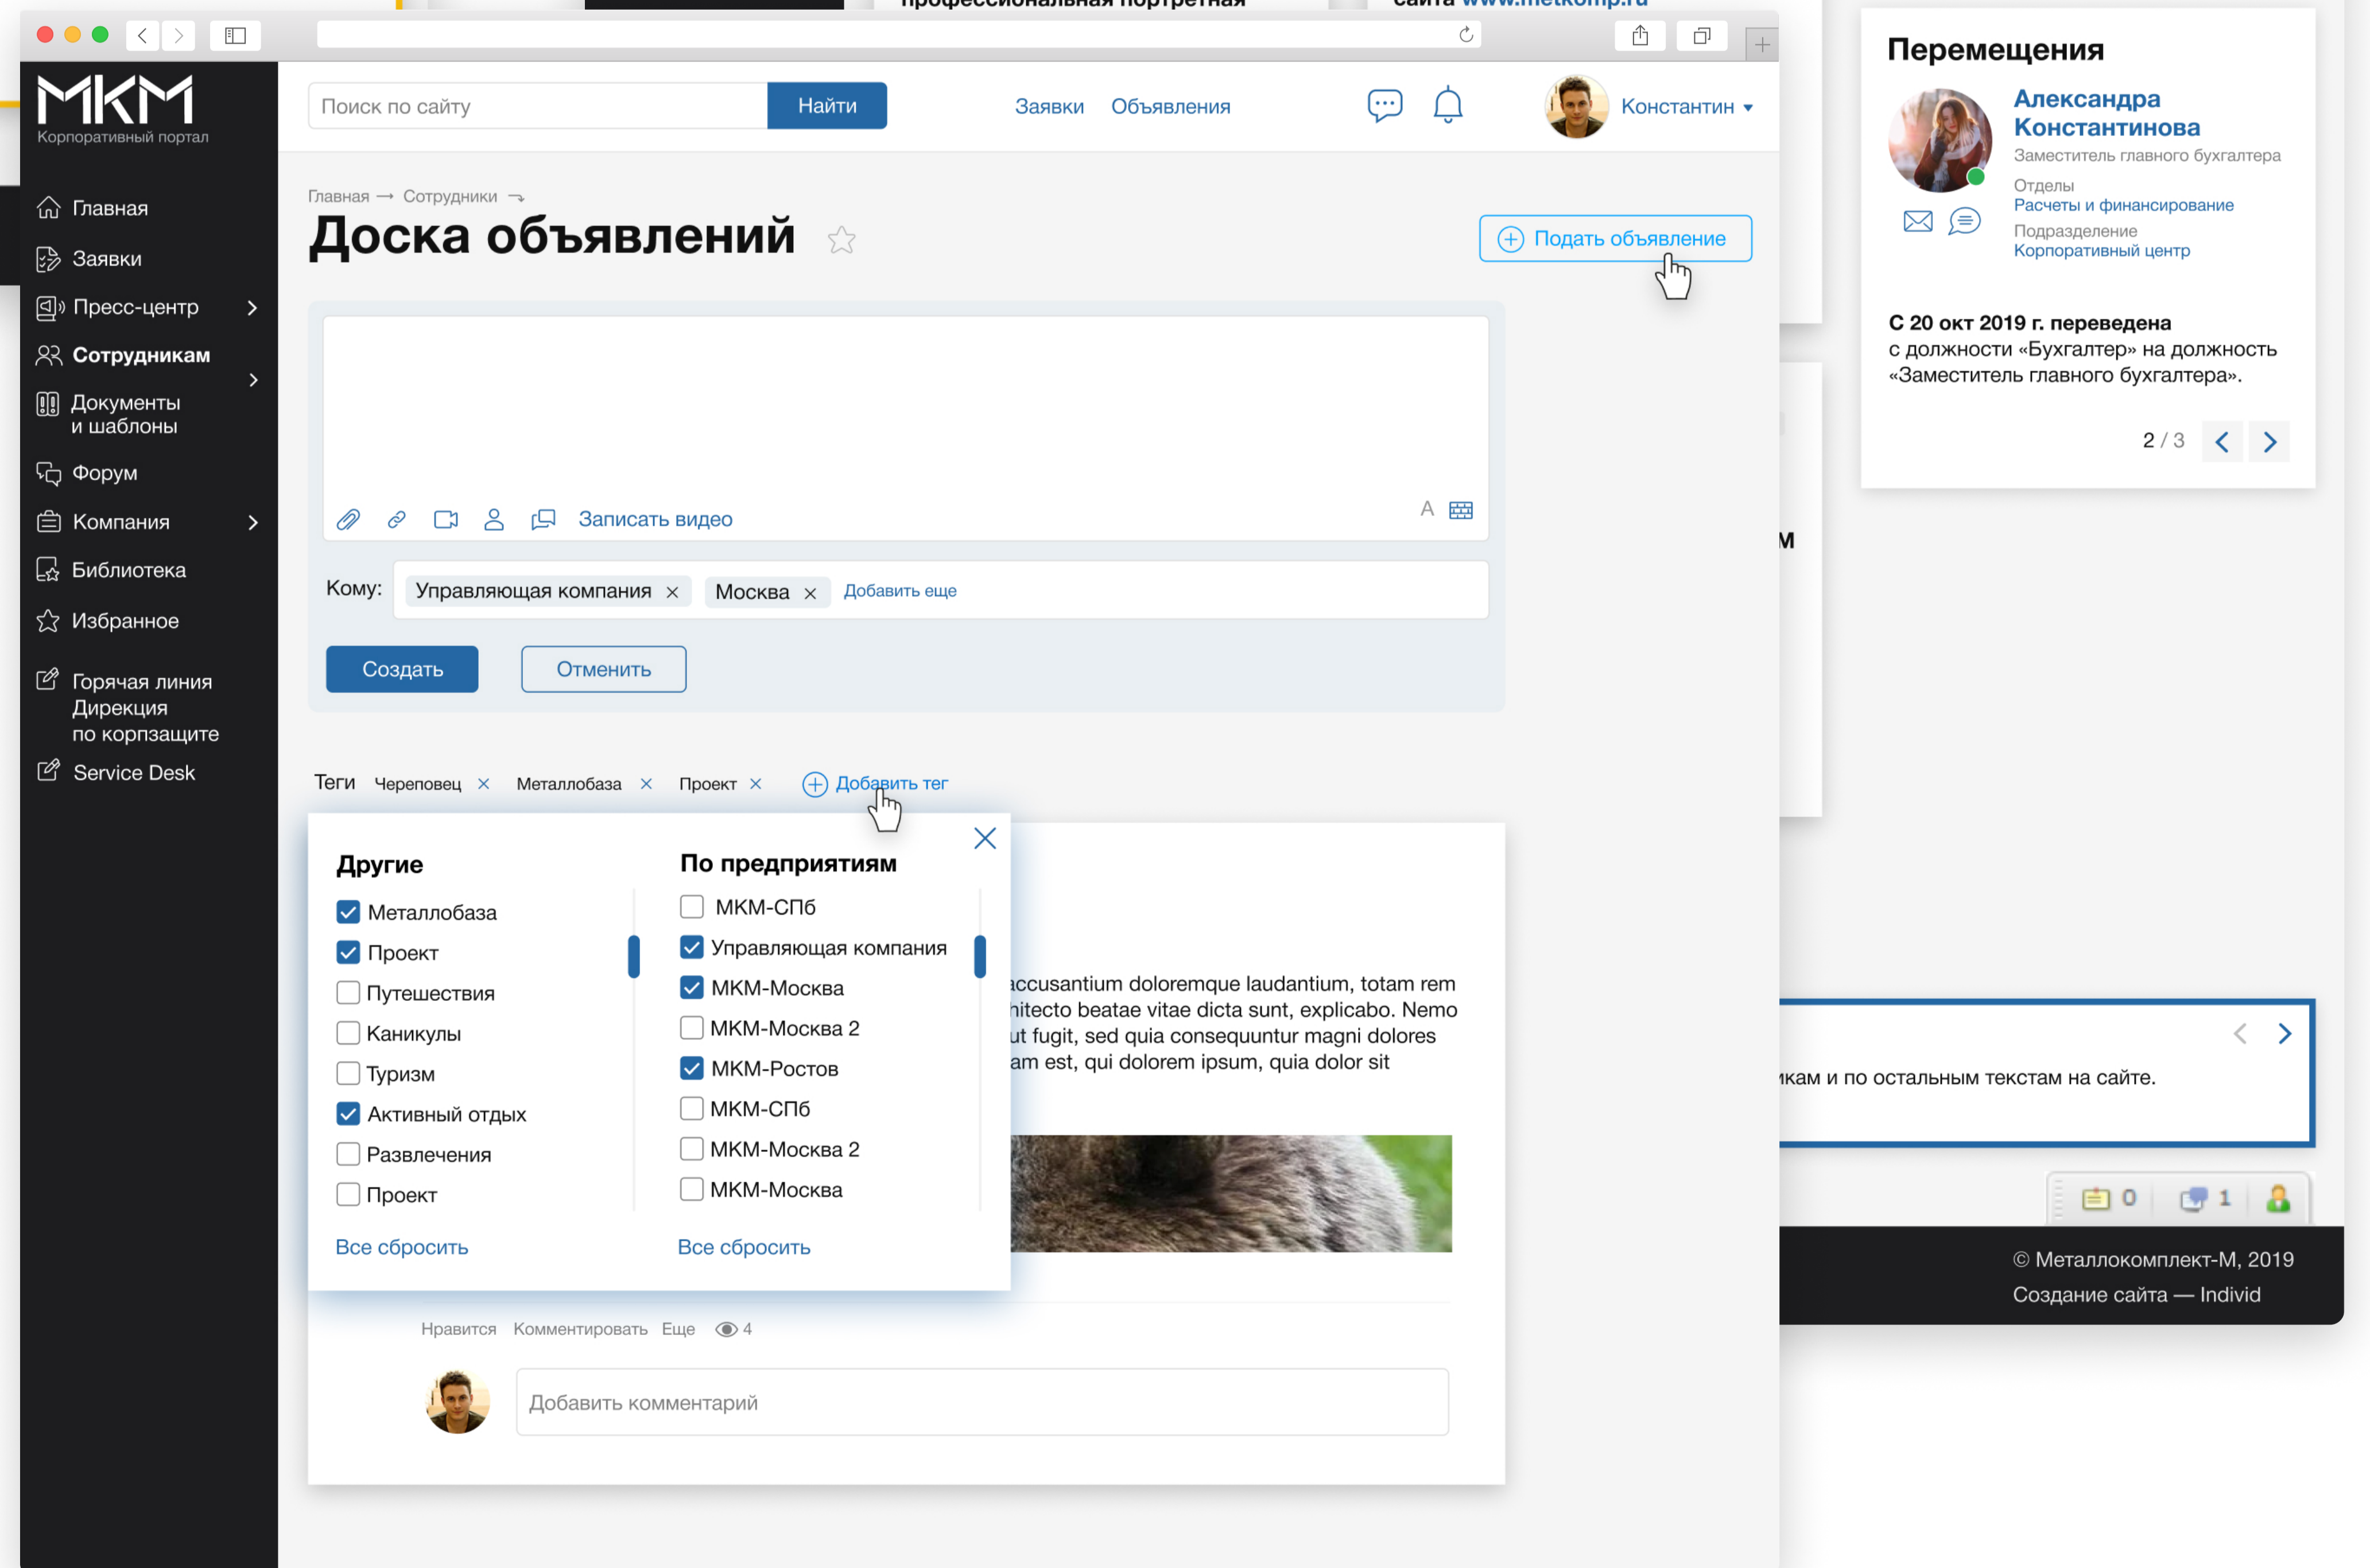 профессиональная портретная
сайта www.metkomp.ru
МКМ
Корпоративный портал
Главная
Заявки
Пресс-центр
Сотрудникам
Документы
и шаблоны
Форум
Компания
Библиотека
Избранное
Горячая линия
Дирекция
по корпзащите
Service Desk
Поиск по сайту
Найти
Заявки
Объявления
Константин
Главная → Сотрудники
Доска объявлений
Подать объявление
Записать видео
А
Кому:
Управляющая компания ×
Москва ×
Добавить еще
Создать
Отменить
Теги Череповец × Металлобаза × Проект × Добавить тег
Другие
Металлобаза
Проект
Путешествия
Каникулы
Туризм
Активный отдых
Развлечения
Проект
Все сбросить
По предприятиям
МКМ-СПб
Управляющая компания
МКМ-Москва
МКМ-Москва 2
МКМ-Ростов
МКМ-СПб
МКМ-Москва 2
МКМ-Москва
Все сбросить
accusantium doloremque laudantium, totam rem
hitecto beatae vitae dicta sunt, explicabo. Nemo
ut fugit, sed quia consequuntur magni dolores
am est, qui dolorem ipsum, quia dolor sit
Нравится Комментировать Еще 4
Добавить комментарий
Перемещения
Александра
Константинова
Заместитель главного бухгалтера
Отделы
Расчеты и финансирование
Подразделение
Корпоративный центр
С 20 окт 2019 г. переведена
с должности «Бухгалтер» на должность
«Заместитель главного бухгалтера».
2 / 3
м
икам и по остальным текстам на сайте.
0
1
© Металлокомплект-М, 2019
Создание сайта — Individ